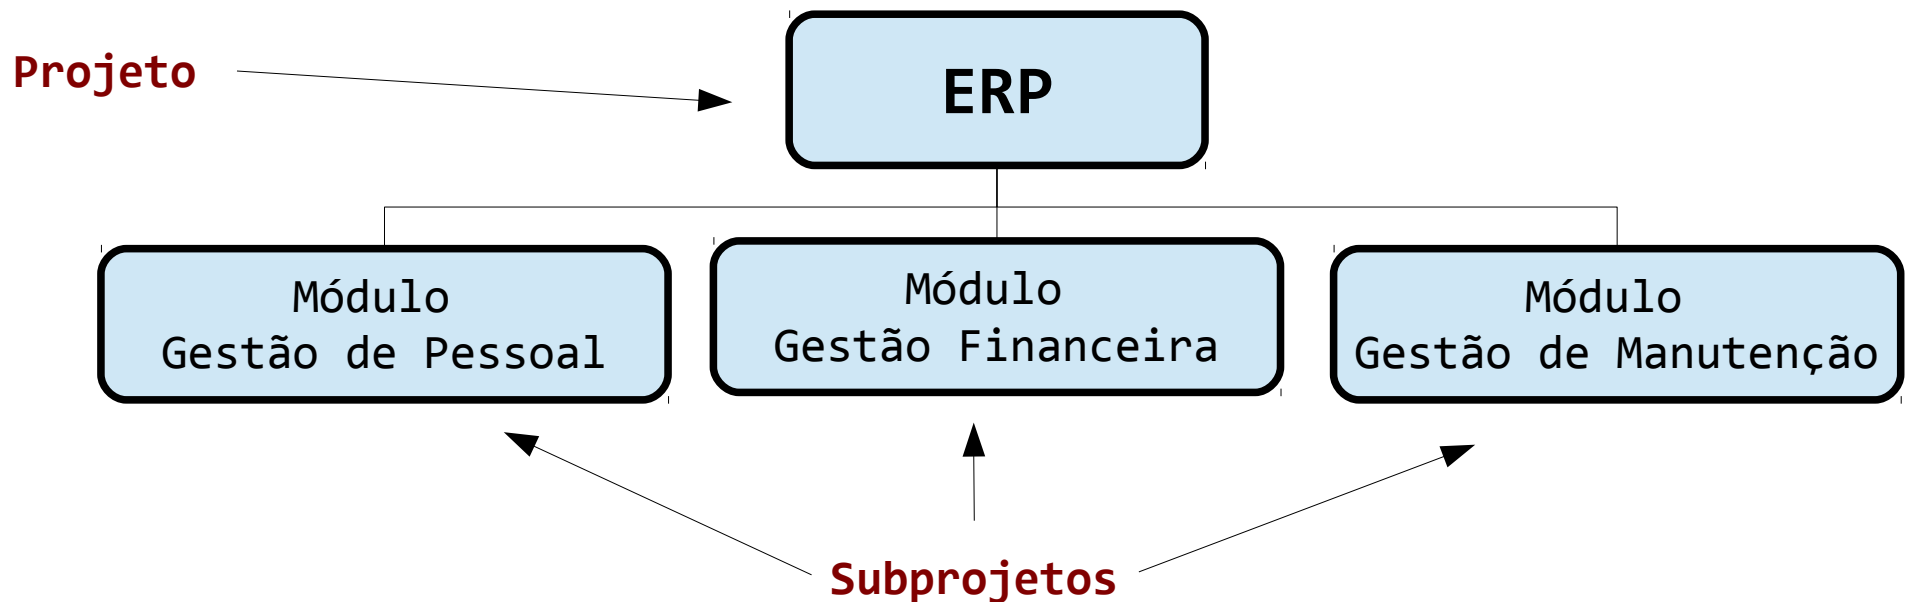 Projeto
ERP
Módulo
Gestão de Pessoal
Módulo
Gestão Financeira
Módulo
Gestão de Manutenção
Subprojetos